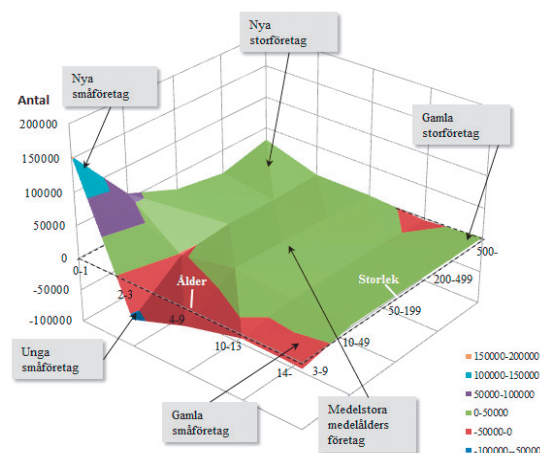 Nya
storföretag
Nya
småföretag
Antal
Gamla
storföretag
200000
150000
100000
50000
0
-50000
-100000
0-1
2-3
4-9
10-13
14-
Ålder
3-9
10-49
50-199
200-499
500-
Storlek
Unga
småföretag
Gamla
småföretag
Medelstora
medelålders
företag
150000-200000
100000-150000
50000-100000
0-50000
-50000-0
-100000--50000